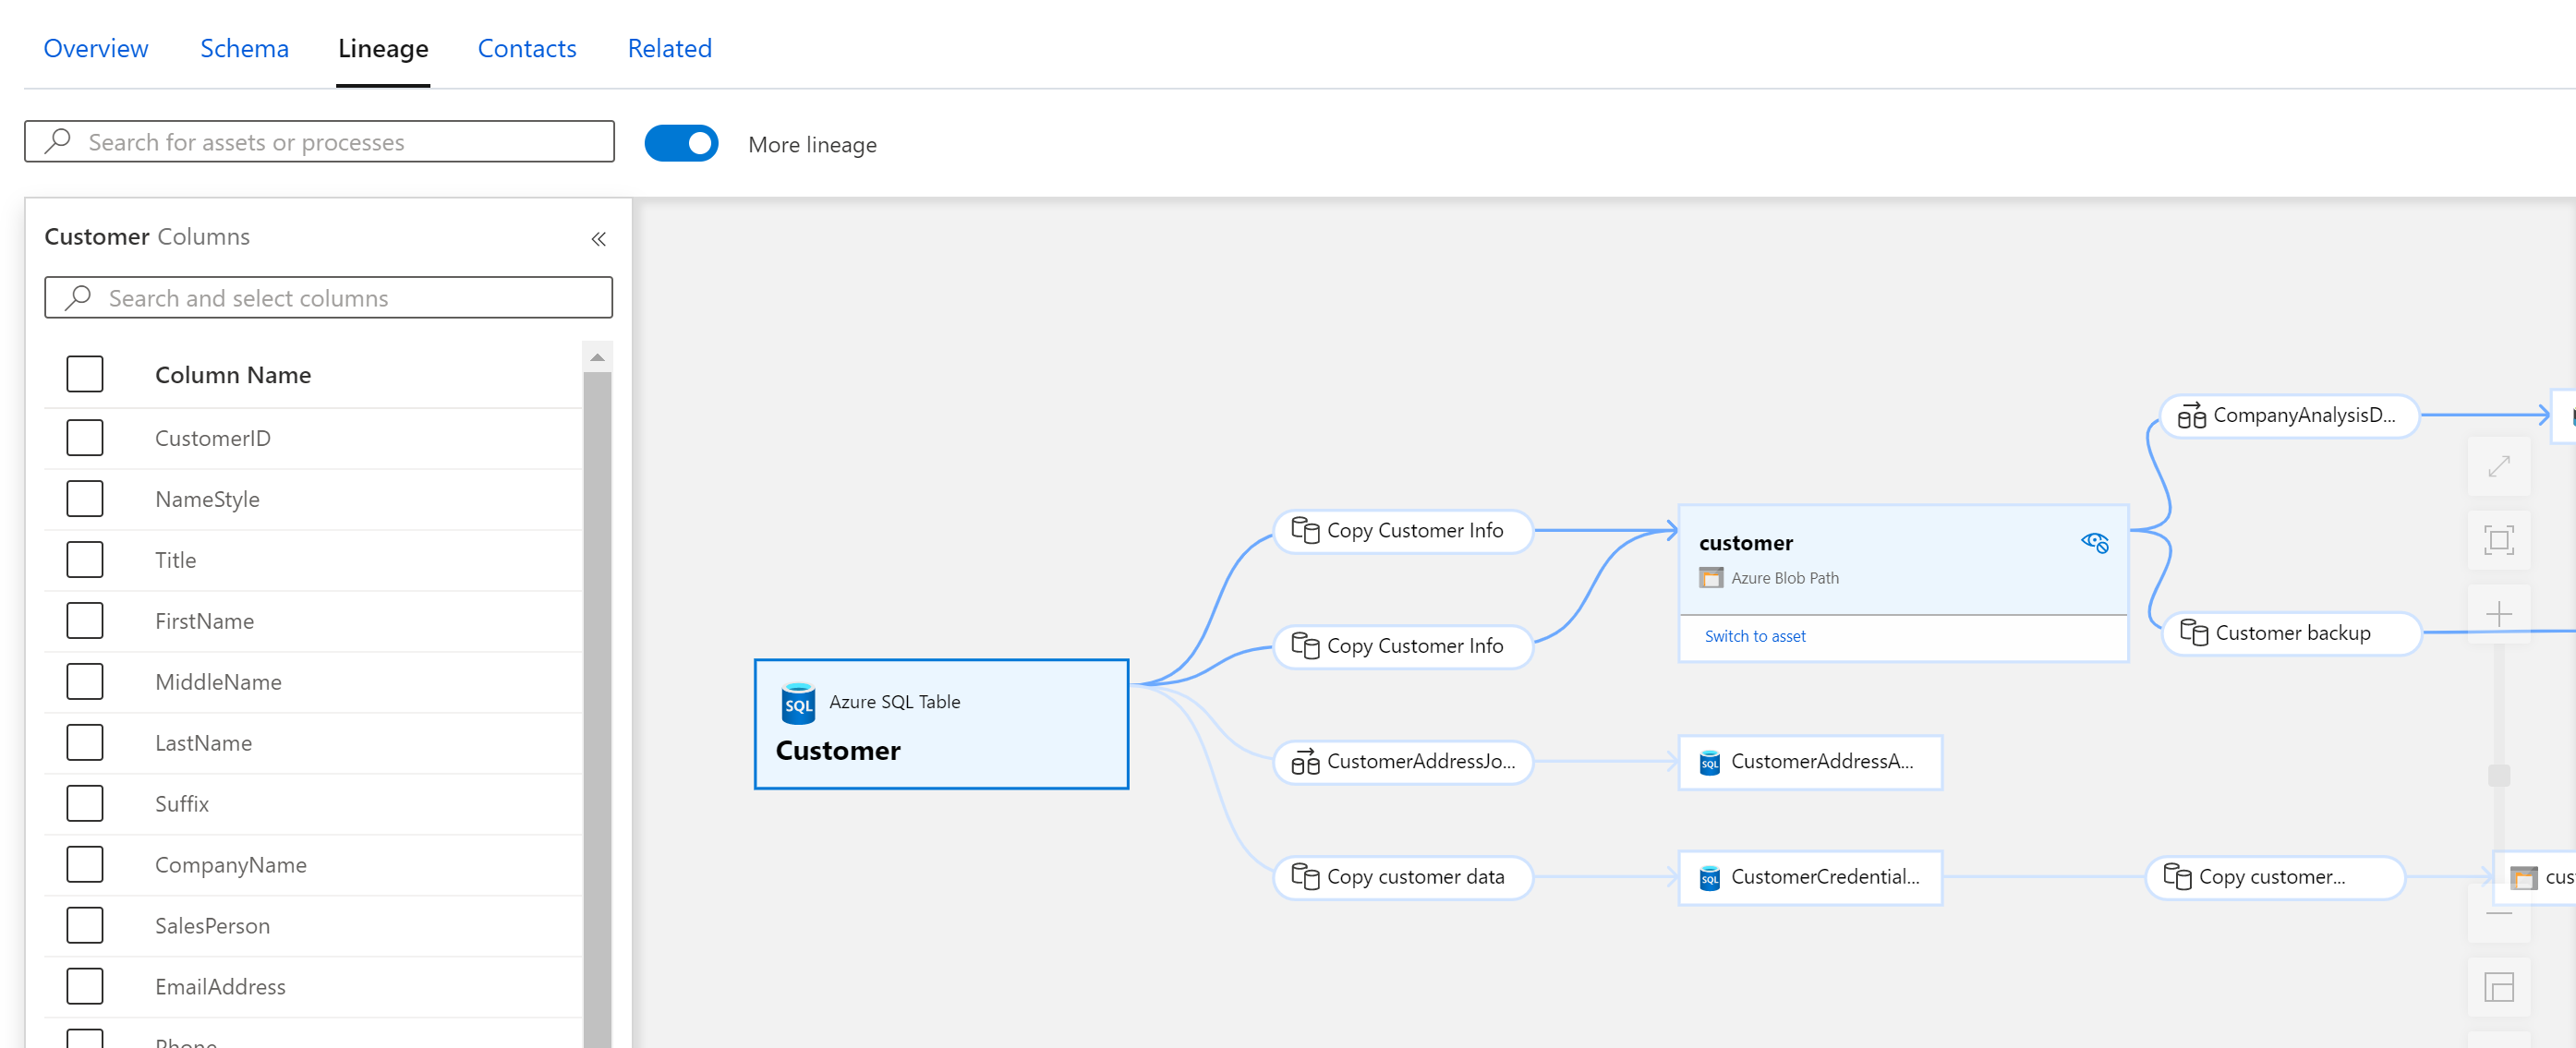 Overview Schema Lineage Contacts Related
Search for assets or processes
More lineage
Customer Columns
Search and select columns
Column Name
CustomerID
NameStyle
Title
FirstName
MiddleName
LastName
Suffix
CompanyName
SalesPerson
EmailAddress
Phone
SQL
Azure SQL Table
Customer
Copy Customer Info
Copy Customer Info
CustomerAddressJo...
Copy customer data
customer
Azure Blob Path
Switch to asset
SQL
CustomerAddressA...
SQL
CustomerCredential...
CompanyAnalysisD...
Customer backup
Copy customer...
cus